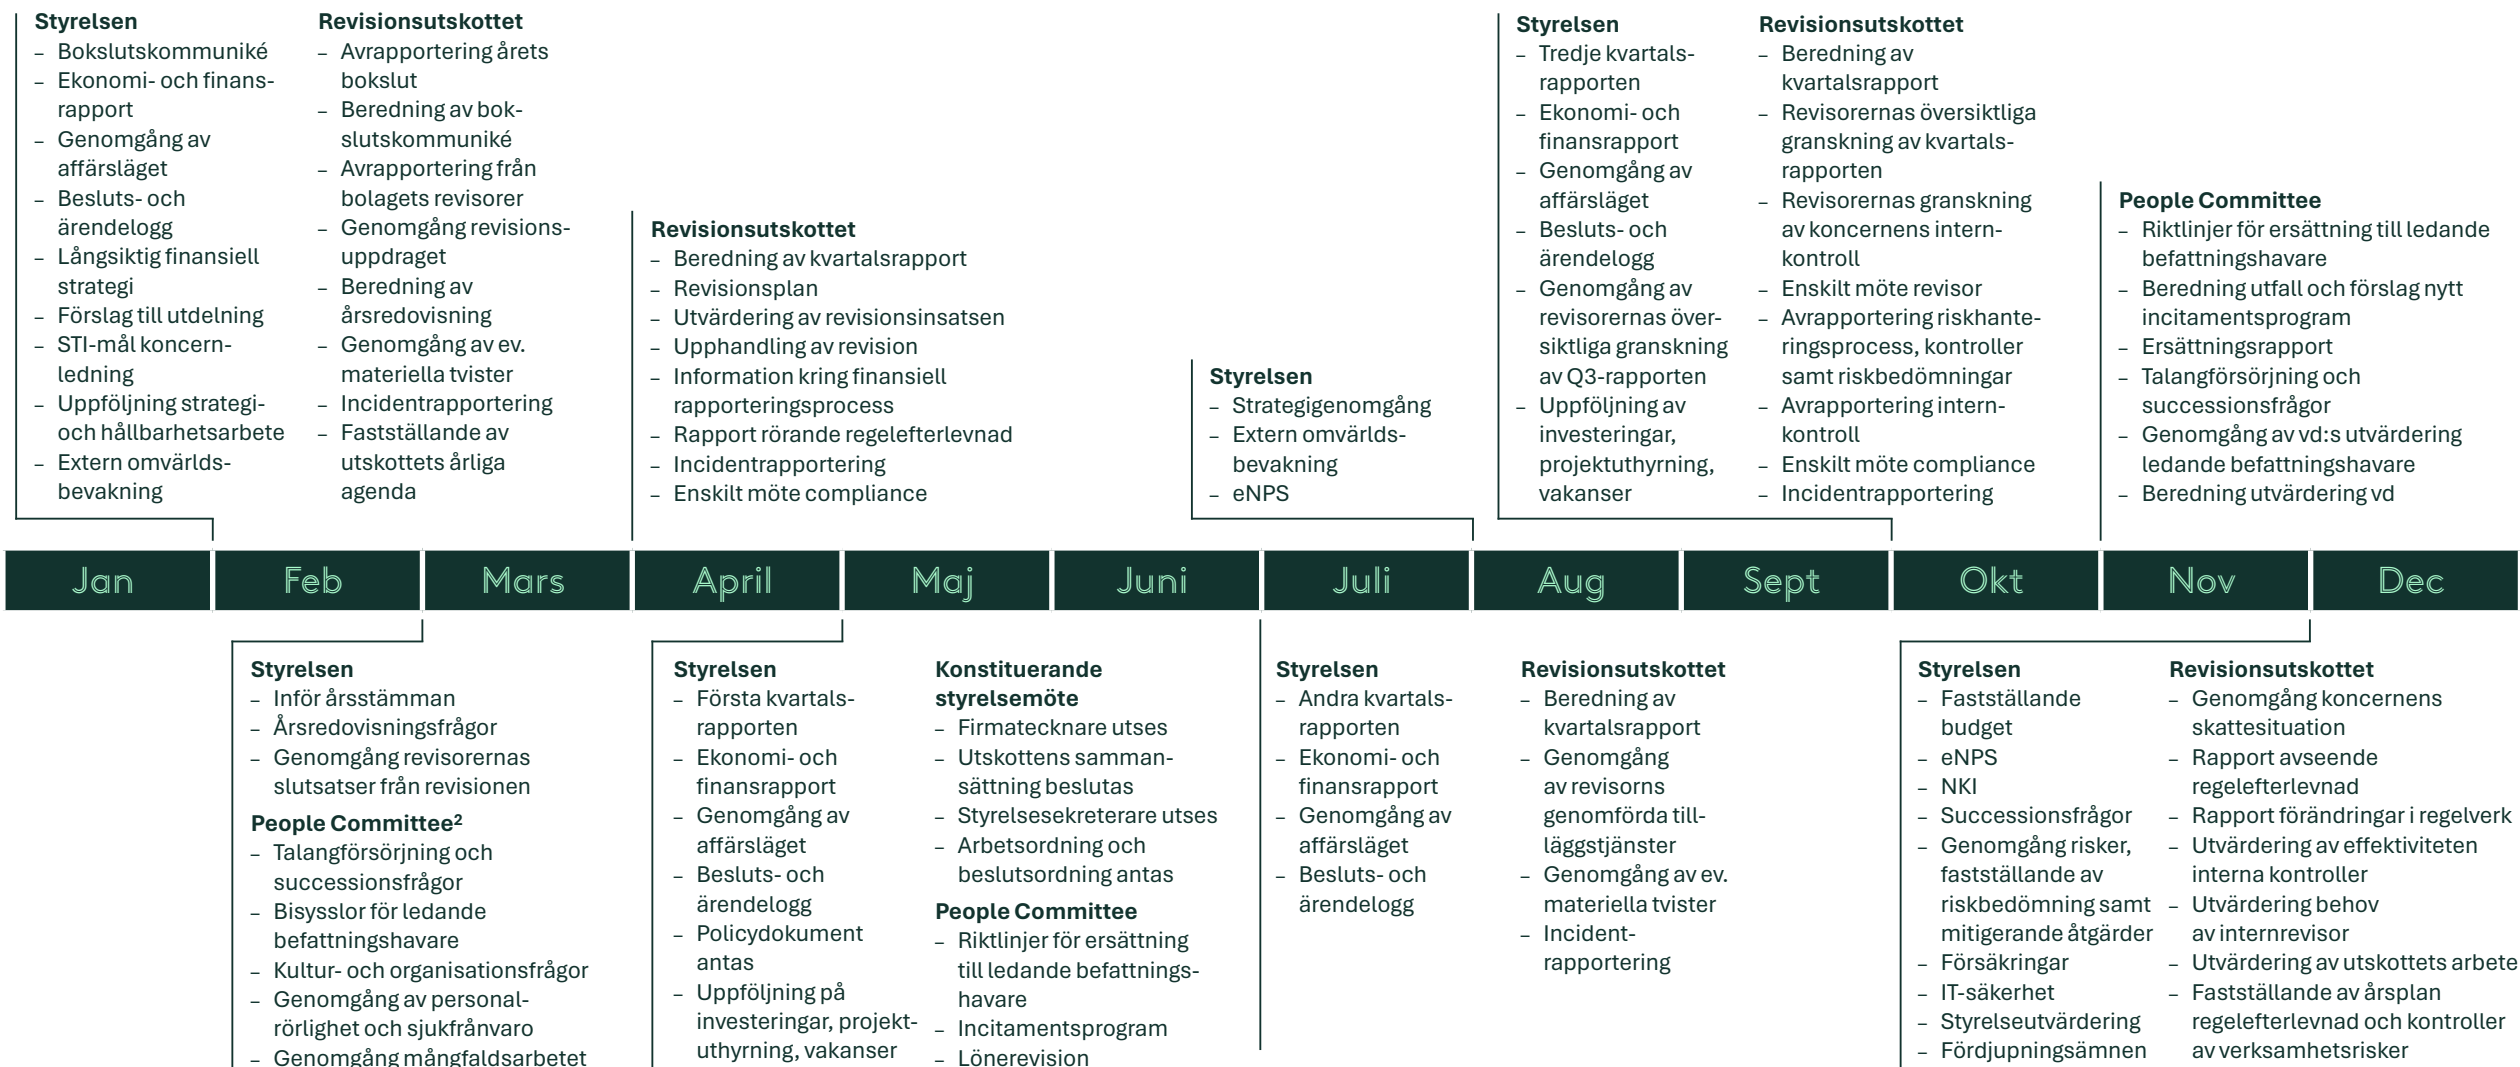 Styrelsen
– Bokslutskommuniké
– Ekonomi- och finans-
rapport
– Genomgång av
affärsläget
– Besluts- och
ärendelogg
– Långsiktig finansiell
strategi
– Förslag till utdelning
– STI-mål koncern-
ledning
– Uppföljning strategi-
och hållbarhetsarbete
– Extern omvärlds-
bevakning
Revisionsutskottet
– Avrapportering årets
bokslut
– Beredning av bok-
slutskommuniké
– Avrapportering från
bolagets revisorer
– Genomgång revisions-
uppdraget
– Beredning av
årsredovisning
– Genomgång av ev.
materiella tvister
– Incidentrapportering
– Fastställande av
utskottets årliga
agenda
Revisionsutskottet
– Beredning av kvartalsrapport
– Revisionsplan
– Utvärdering av revisionsinsatsen
– Upphandling av revision
– Information kring finansiell
rapporteringsprocess
– Rapport rörande regelefterlevnad
– Incidentrapportering
– Enskilt möte compliance
Styrelsen
– Strategigenomgång
– Extern omvärlds-
bevakning
– eNPS
Styrelsen
– Tredje kvartals-
rapporten
– Ekonomi- och
finansrapport
– Genomgång av
affärsläget
– Besluts- och
ärendelogg
– Genomgång av
revisorernas över-
siktliga granskning
av Q3-rapporten
– Uppföljning av
investeringar,
projektuthyrning,
vakanser
Revisionsutskottet
– Beredning av
kvartalsrapport
– Revisorernas översiktliga
granskning av kvartals-
rapporten
– Revisorernas granskning
av koncernens intern-
kontroll
– Enskilt möte revisor
– Avrapportering riskhante-
ringsprocess, kontroller
samt riskbedömningar
– Avrapportering intern-
kontroll
– Enskilt möte compliance
– Incidentrapportering
People Committee
– Riktlinjer för ersättning till ledande
befattningshavare
– Beredning utfall och förslag nytt
incitamentsprogram
– Ersättningsrapport
– Talangförsörjning och
successionsfrågor
– Genomgång av vd:s utvärdering
ledande befattningshavare
– Beredning utvärdering vd
Jan
Feb
Mars
April
Maj
Juni
Juli
Aug
Sept
Okt
Nov
Dec
Styrelsen
– Inför årsstämman
– Årsredovisningsfrågor
– Genomgång revisorernas
slutsatser från revisionen
People Committee²
– Talangförsörjning och
successionsfrågor
– Bisysslor för ledande
befattningshavare
– Kultur- och organisationsfrågor
– Genomgång av personal-
rörlighet och sjukfrånvaro
– Genomgång mångfaldsarbetet
Styrelsen
– Första kvartals-
rapporten
– Ekonomi- och
finansrapport
– Genomgång av
affärsläget
– Besluts- och
ärendelogg
– Policydokument
antas
– Uppföljning på
investeringar, projekt-
uthyrning, vakanser
Konstituerande
styrelsemöte
– Firmatecknare utses
– Utskottens samman-
sättning beslutas
– Styrelsesekreterare utses
– Arbetsordning och
beslutsordning antas
People Committee
– Riktlinjer för ersättning
till ledande befattnings-
havare
– Incitamentsprogram
– Lönerevision
Styrelsen
– Andra kvartals-
rapporten
– Ekonomi- och
finansrapport
– Genomgång av
affärsläget
– Besluts- och
ärendelogg
Revisionsutskottet
– Beredning av
kvartalsrapport
– Genomgång
av revisorns
genomförda till-
läggstjänster
– Genomgång av ev.
materiella tvister
– Incident-
rapportering
Styrelsen
– Fastställande
budget
– eNPS
– NKI
– Successionsfrågor
– Genomgång risker,
fastställande av
riskbedömning samt
mitigerande åtgärder
– Försäkringar
– IT-säkerhet
– Styrelseutvärdering
– Fördjupningsämnen
Revisionsutskottet
– Genomgång koncernens
skattesituation
– Rapport avseende
regelefterlevnad
– Rapport förändringar i regelverk
– Utvärdering av effektiviteten
interna kontroller
– Utvärdering behov
av internrevisor
– Utvärdering av utskottets arbete
– Fastställande av årsplan
regelefterlevnad och kontroller
av verksamhetsrisker